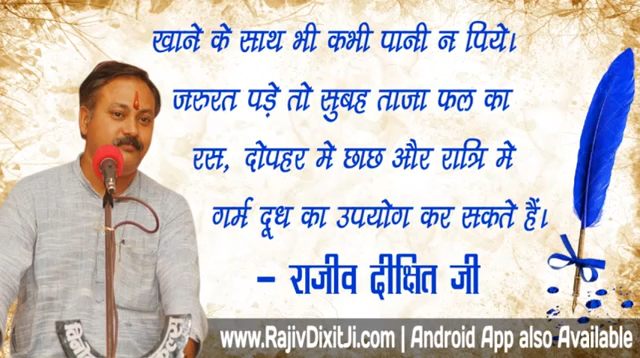 खाने के साथ भी कभी पानी न पिये।
जरुरत पड़े तो सुबह ताजा फल का
रस, दोपहर मे छाछ और रात्रि मे
गर्म दूध का उपयोग कर सकते हैं।
– राजीव दीक्षित जी
www.RajivDixitJi.com | Android App also Available